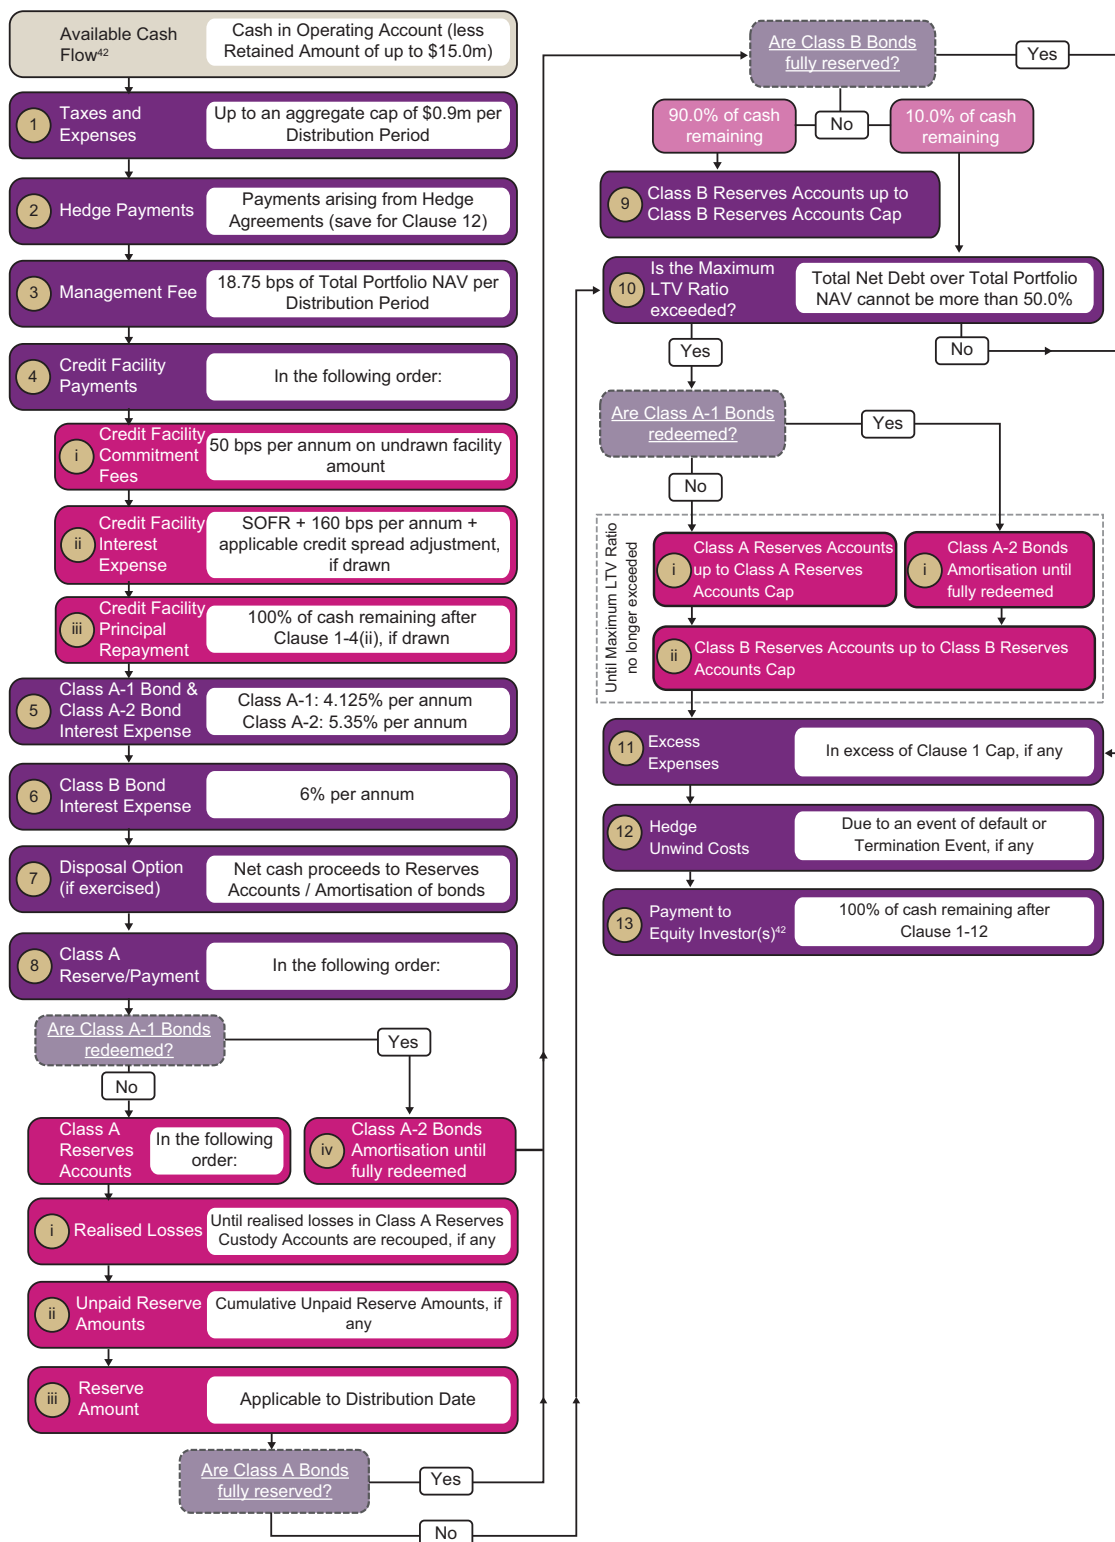 Available Cash
Flow42
Cash in Operating Account (less
Retained Amount of up to $15.0m)
1
Taxes and
Expenses
Up to an aggregate cap of $0.9m per
Distribution Period
2
Hedge Payments
Payments arising from Hedge
Agreements (save for Clause 12)
3
Management Fee
18.75 bps of Total Portfolio NAV per
Distribution Period
4
Credit Facility
Payments
In the following order:
i
Credit Facility
Commitment
Fees
50 bps per annum on undrawn facility
amount
ii
Credit Facility
Interest
Expense
SOFR + 160 bps per annum +
applicable credit spread adjustment,
if drawn
iii
Credit Facility
Principal
Repayment
100% of cash remaining after
Clause 1-4(ii), if drawn
5
Class A-1 Bond &
Class A-2 Bond
Interest Expense
Class A-1: 4.125% per annum
Class A-2: 5.35% per annum
6
Class B Bond
Interest Expense
6% per annum
7
Disposal Option
(if exercised)
Net cash proceeds to Reserves
Accounts / Amortisation of bonds
8
Class A
Reserve/Payment
In the following order:
Are Class A-1 Bonds
redeemed?
Yes
No
Class A
Reserves
Accounts
In the following
order:
iv
Class A-2 Bonds
Amortisation until
fully redeemed
i
Realised Losses
Until realised losses in Class A Reserves
Custody Accounts are recouped, if any
ii
Unpaid Reserve
Amounts
Cumulative Unpaid Reserve Amounts, if
any
iii
Reserve
Amount
Applicable to Distribution Date
Are Class A Bonds
fully reserved?
Yes
No
Are Class B Bonds
fully reserved?
Yes
No
90.0% of cash
remaining
10.0% of cash
remaining
9
Class B Reserves Accounts up to
Class B Reserves Accounts Cap
10
Is the Maximum
LTV Ratio
exceeded?
Total Net Debt over Total Portfolio
NAV cannot be more than 50.0%
Yes
No
Are Class A-1 Bonds
redeemed?
Yes
No
Until Maximum LTV Ratio
no longer exceeded
i
Class A Reserves Accounts
up to Class A Reserves
Accounts Cap
i
Class A-2 Bonds
Amortisation until
fully redeemed
ii
Class B Reserves Accounts up to Class B Reserves
Accounts Cap
11
Excess
Expenses
In excess of Clause 1 Cap, if any
12
Hedge
Unwind Costs
Due to an event of default or
Termination Event, if any
13
Payment to
Equity Investor(s)42
100% of cash remaining after
Clause 1-12